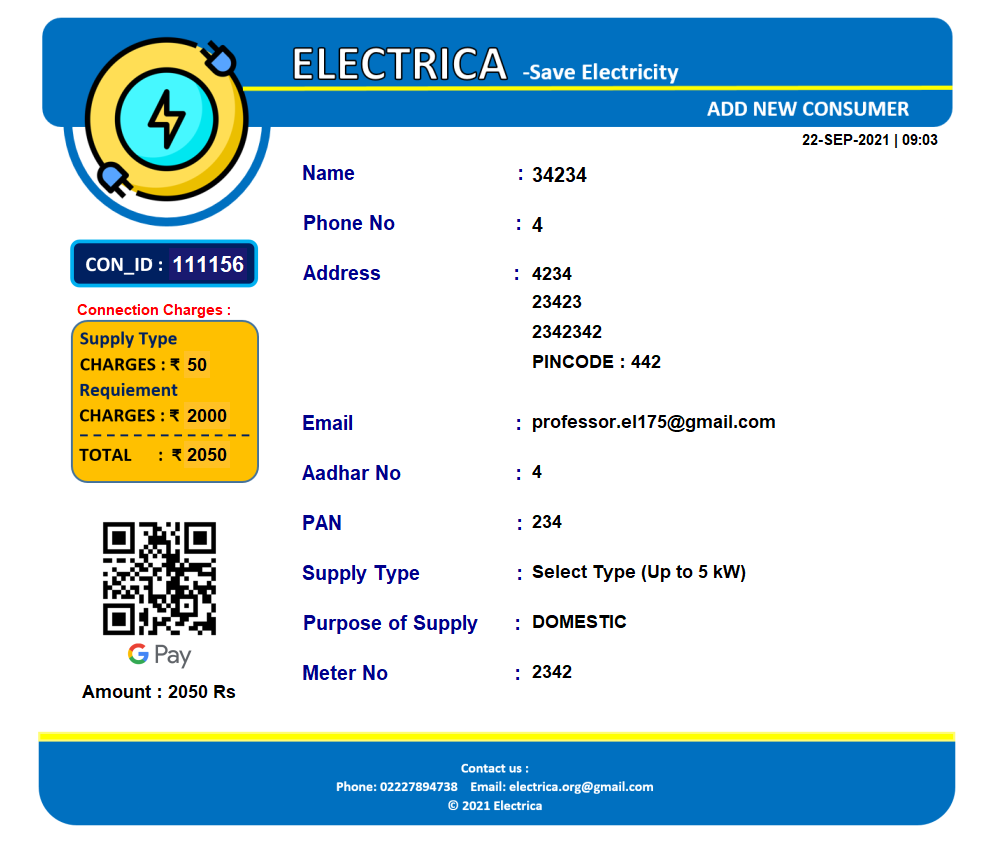 ELECTRICA -Save Electricity
ADD NEW CONSUMER
22-SEP-2021 | 09:03
Name : 34234
Phone No : 4
Address : 4234
23423
2342342
PINCODE : 442
Email : professor.el175@gmail.com
Aadhar No : 4
PAN : 234
Supply Type : Select Type (Up to 5 kW)
Purpose of Supply : DOMESTIC
Meter No : 2342
CON_ID : 111156
Connection Charges :
Supply Type
CHARGES : ₹ 50
Requiement
CHARGES : ₹ 2000
TOTAL : ₹ 2050
G Pay
Amount : 2050 Rs
Contact us :
Phone: 02227894738 Email: electrica.org@gmail.com
© 2021 Electrica